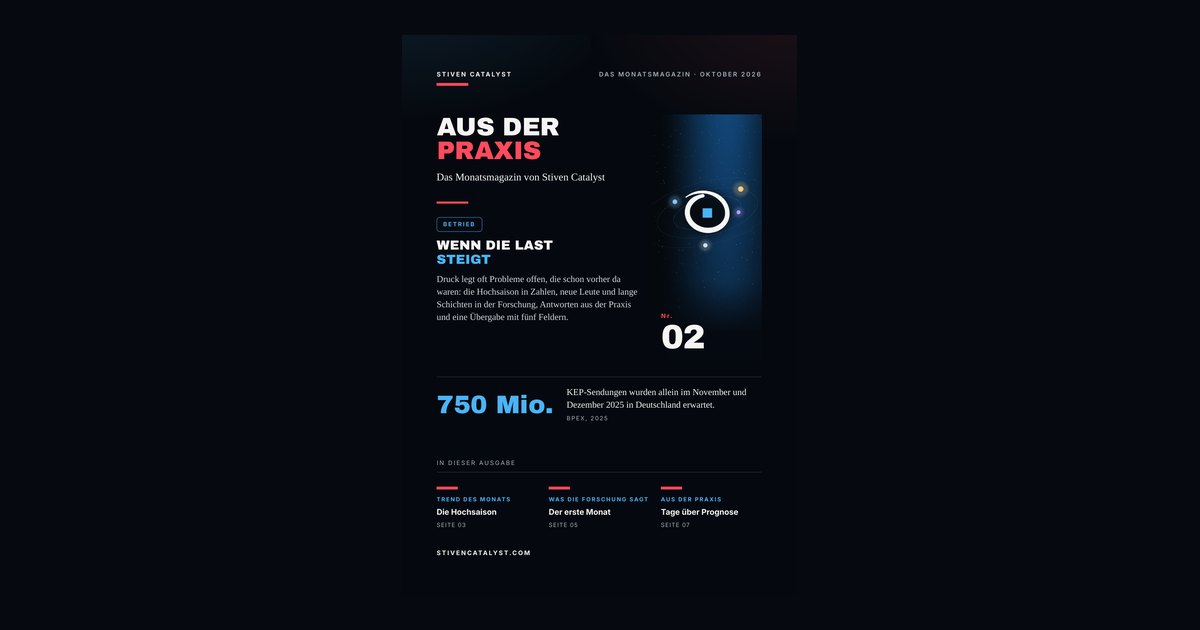 STIVEN CATALYST
DAS MONATSMAGAZIN · OKTOBER 2026
AUS DER
PRAXIS
Das Monatsmagazin von Stiven Catalyst
BETRIEB
WENN DIE LAST
STEIGT
Druck legt oft Probleme offen, die schon vorher da
waren: die Hochsaison in Zahlen, neue Leute und lange
Schichten in der Forschung, Antworten aus der Praxis
und eine Übergabe mit fünf Feldern.
Nr.
02
750 Mio.
KEP-Sendungen wurden allein im November und
Dezember 2025 in Deutschland erwartet.
BPEX, 2025
IN DIESER AUSGABE
TREND DES MONATS
Die Hochsaison
SEITE 03
WAS DIE FORSCHUNG SAGT
Der erste Monat
SEITE 05
AUS DER PRAXIS
Tage über Prognose
SEITE 07
STIVENCATALYST.COM